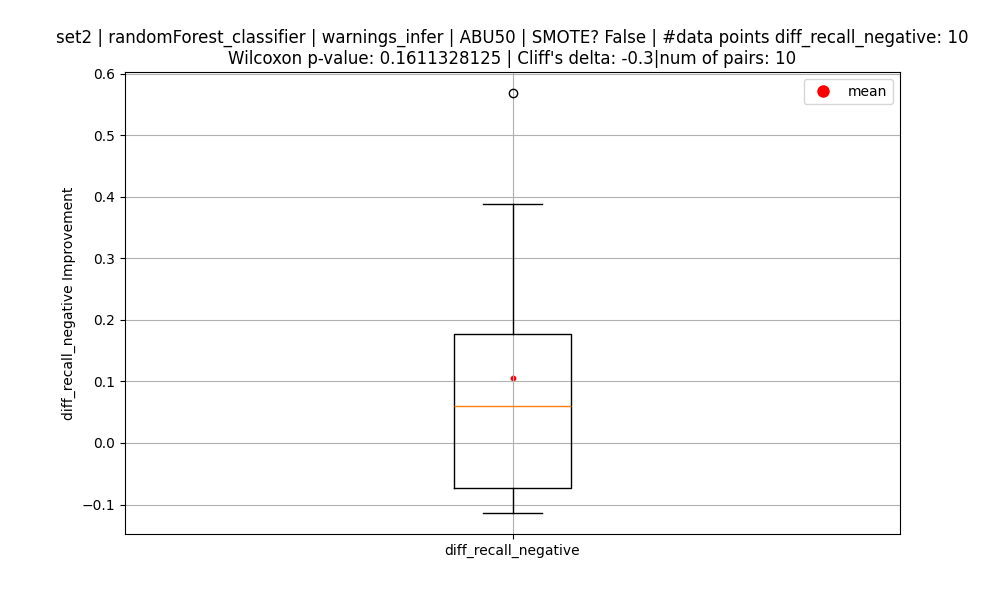 set2 | randomForest_classifier | warnings_infer | ABU50 | SMOTE? False | #data points diff_recall_negative: 10
Wilcoxon p-value: 0.1611328125 | Cliff's delta: -0.3|num of pairs: 10
mean
0.6
0.5
0.4
0.3
0.2
0.1
0.0
−0.1
diff_recall_negative Improvement
diff_recall_negative